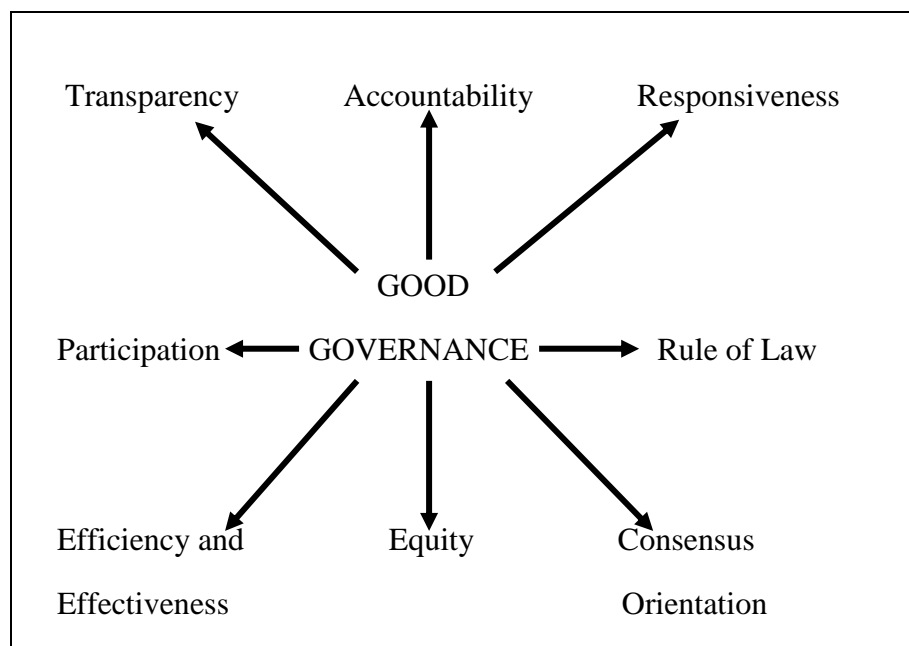 Transparency Accountability Responsiveness
GOOD
Participation GOVERNANCE Rule of Law
Efficiency and Equity Consensus
Effectiveness Orientation